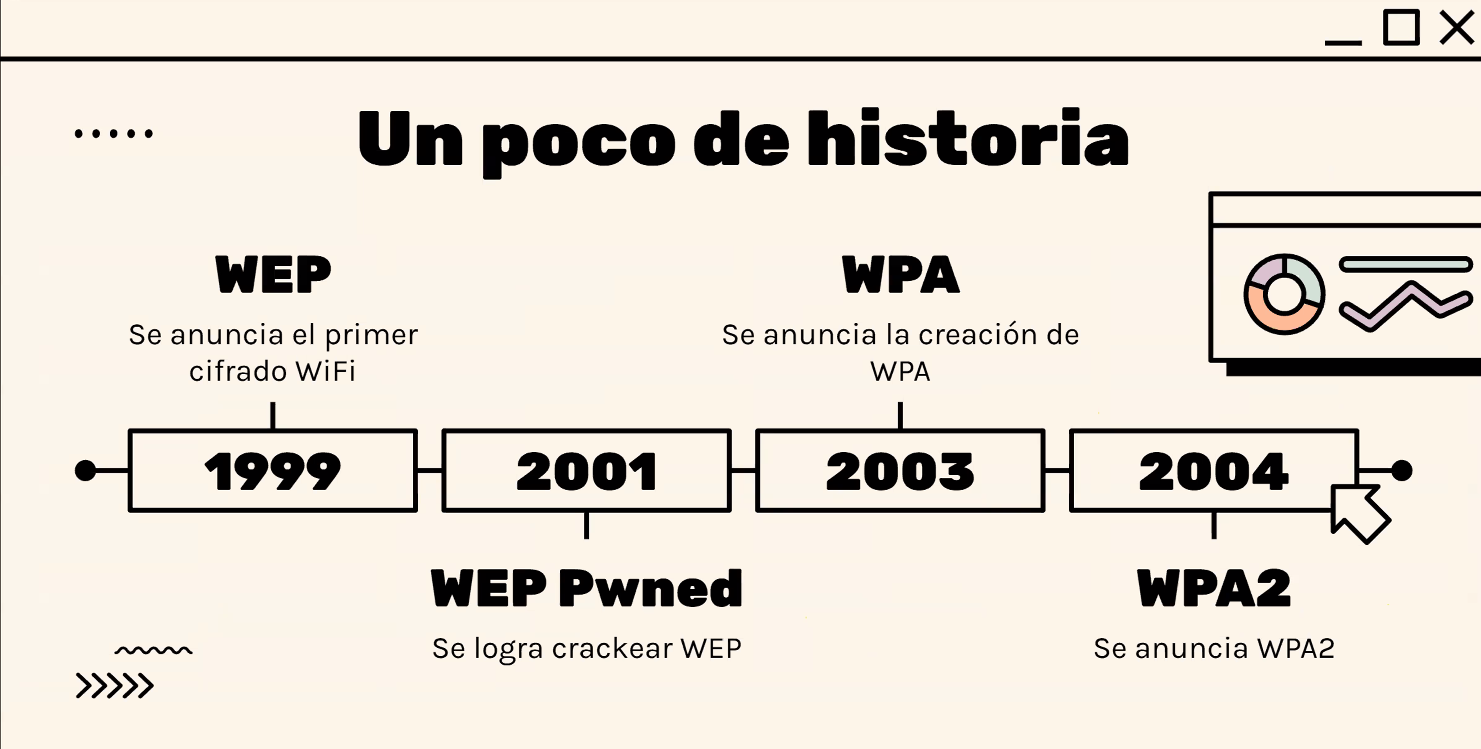 Un poco de historia
WEP
Se anuncia el primer
cifrado WiFi
WPA
Se anuncia la creación de
WPA
1999
2001
2003
2004
WEP Pwned
Se logra crackear WEP
WPA2
Se anuncia WPA2